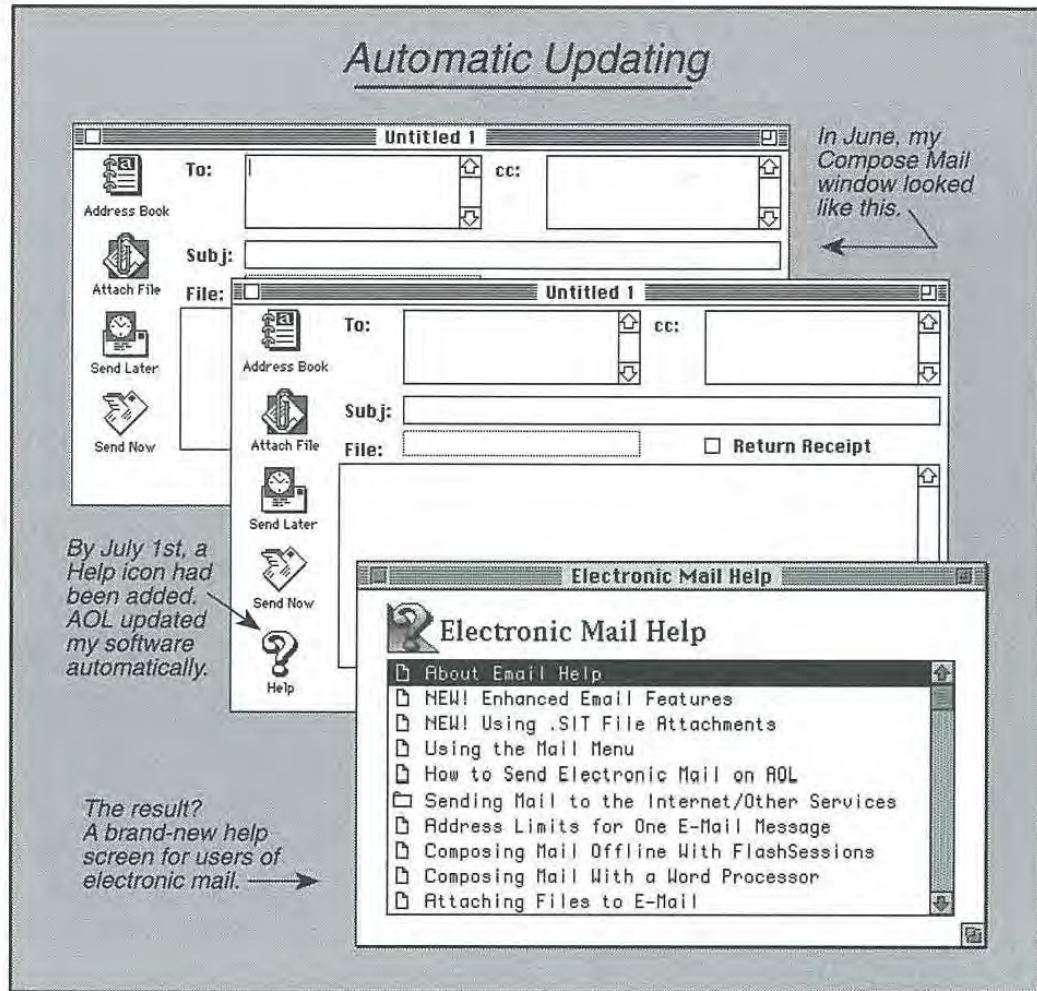 Automatic Updating
Untitled 1
In June, my
Compose Mail
window looked
like this.
Address Book
To:
cc:
Subj:
Attach File
File:
Send Later
Send Now
Untitled 1
Address Book
To:
cc:
Subj:
Attach File
File:
Return Receipt
Send Later
Send Now
Help
By July 1st, a
Help icon had
been added.
AOL updated
my software
automatically.
Electronic Mail Help
Electronic Mail Help
About Email Help
NEW! Enhanced Email Features
NEW! Using .SIT File Attachments
Using the Mail Menu
How to Send Electronic Mail on AOL
Sending Mail to the Internet/Other Services
Address Limits for One E-Mail Message
Composing Mail Offline With FlashSessions
Composing Mail With a Word Processor
Attaching Files to E-Mail
The result?
A brand-new help
screen for users of
electronic mail.